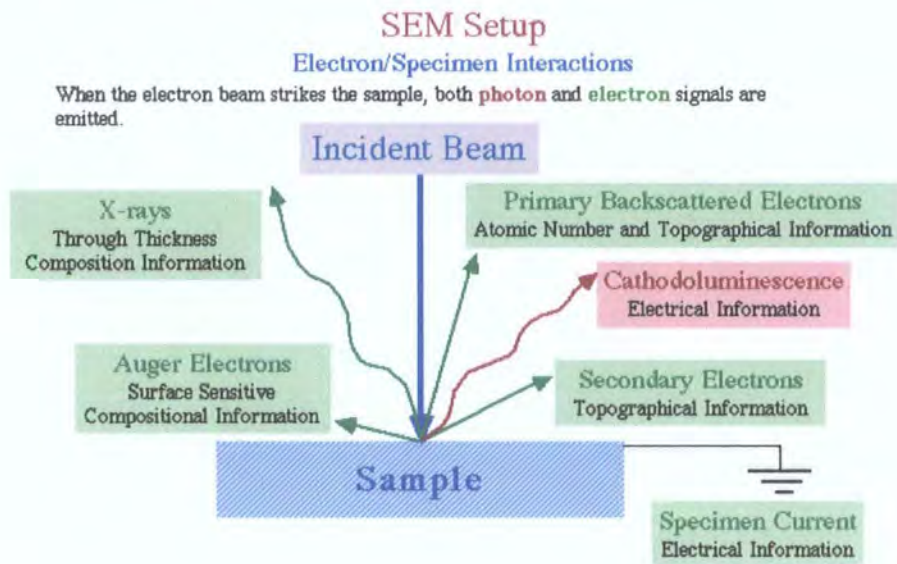 SEM Setup
Electron/Specimen Interactions
When the electron beam strikes the sample, both photon and electron signals are
emitted.
Incident Beam
X-rays
Through Thickness
Composition Information
Primary Backscattered Electrons
Atomic Number and Topographical Information
Cathodoluminescence
Electrical Information
Auger Electrons
Surface Sensitive
Compositional Information
Secondary Electrons
Topographical Information
Sample
Specimen Current
Electrical Information